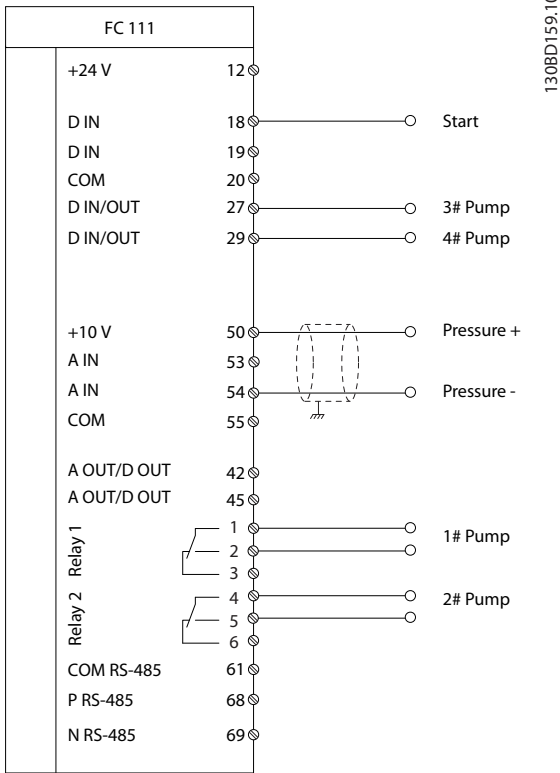 FC 111
130BD159.10
+24 V 12
D IN 18 Start
D IN 19
COM 20
D IN/OUT 27 3# Pump
D IN/OUT 29 4# Pump
+10 V 50 Pressure +
A IN 53
A IN 54 Pressure -
COM 55
A OUT/D OUT 42
A OUT/D OUT 45
Relay 1
1
2
3
1# Pump
Relay 2
4
5
6
2# Pump
COM RS-485 61
P RS-485 68
N RS-485 69